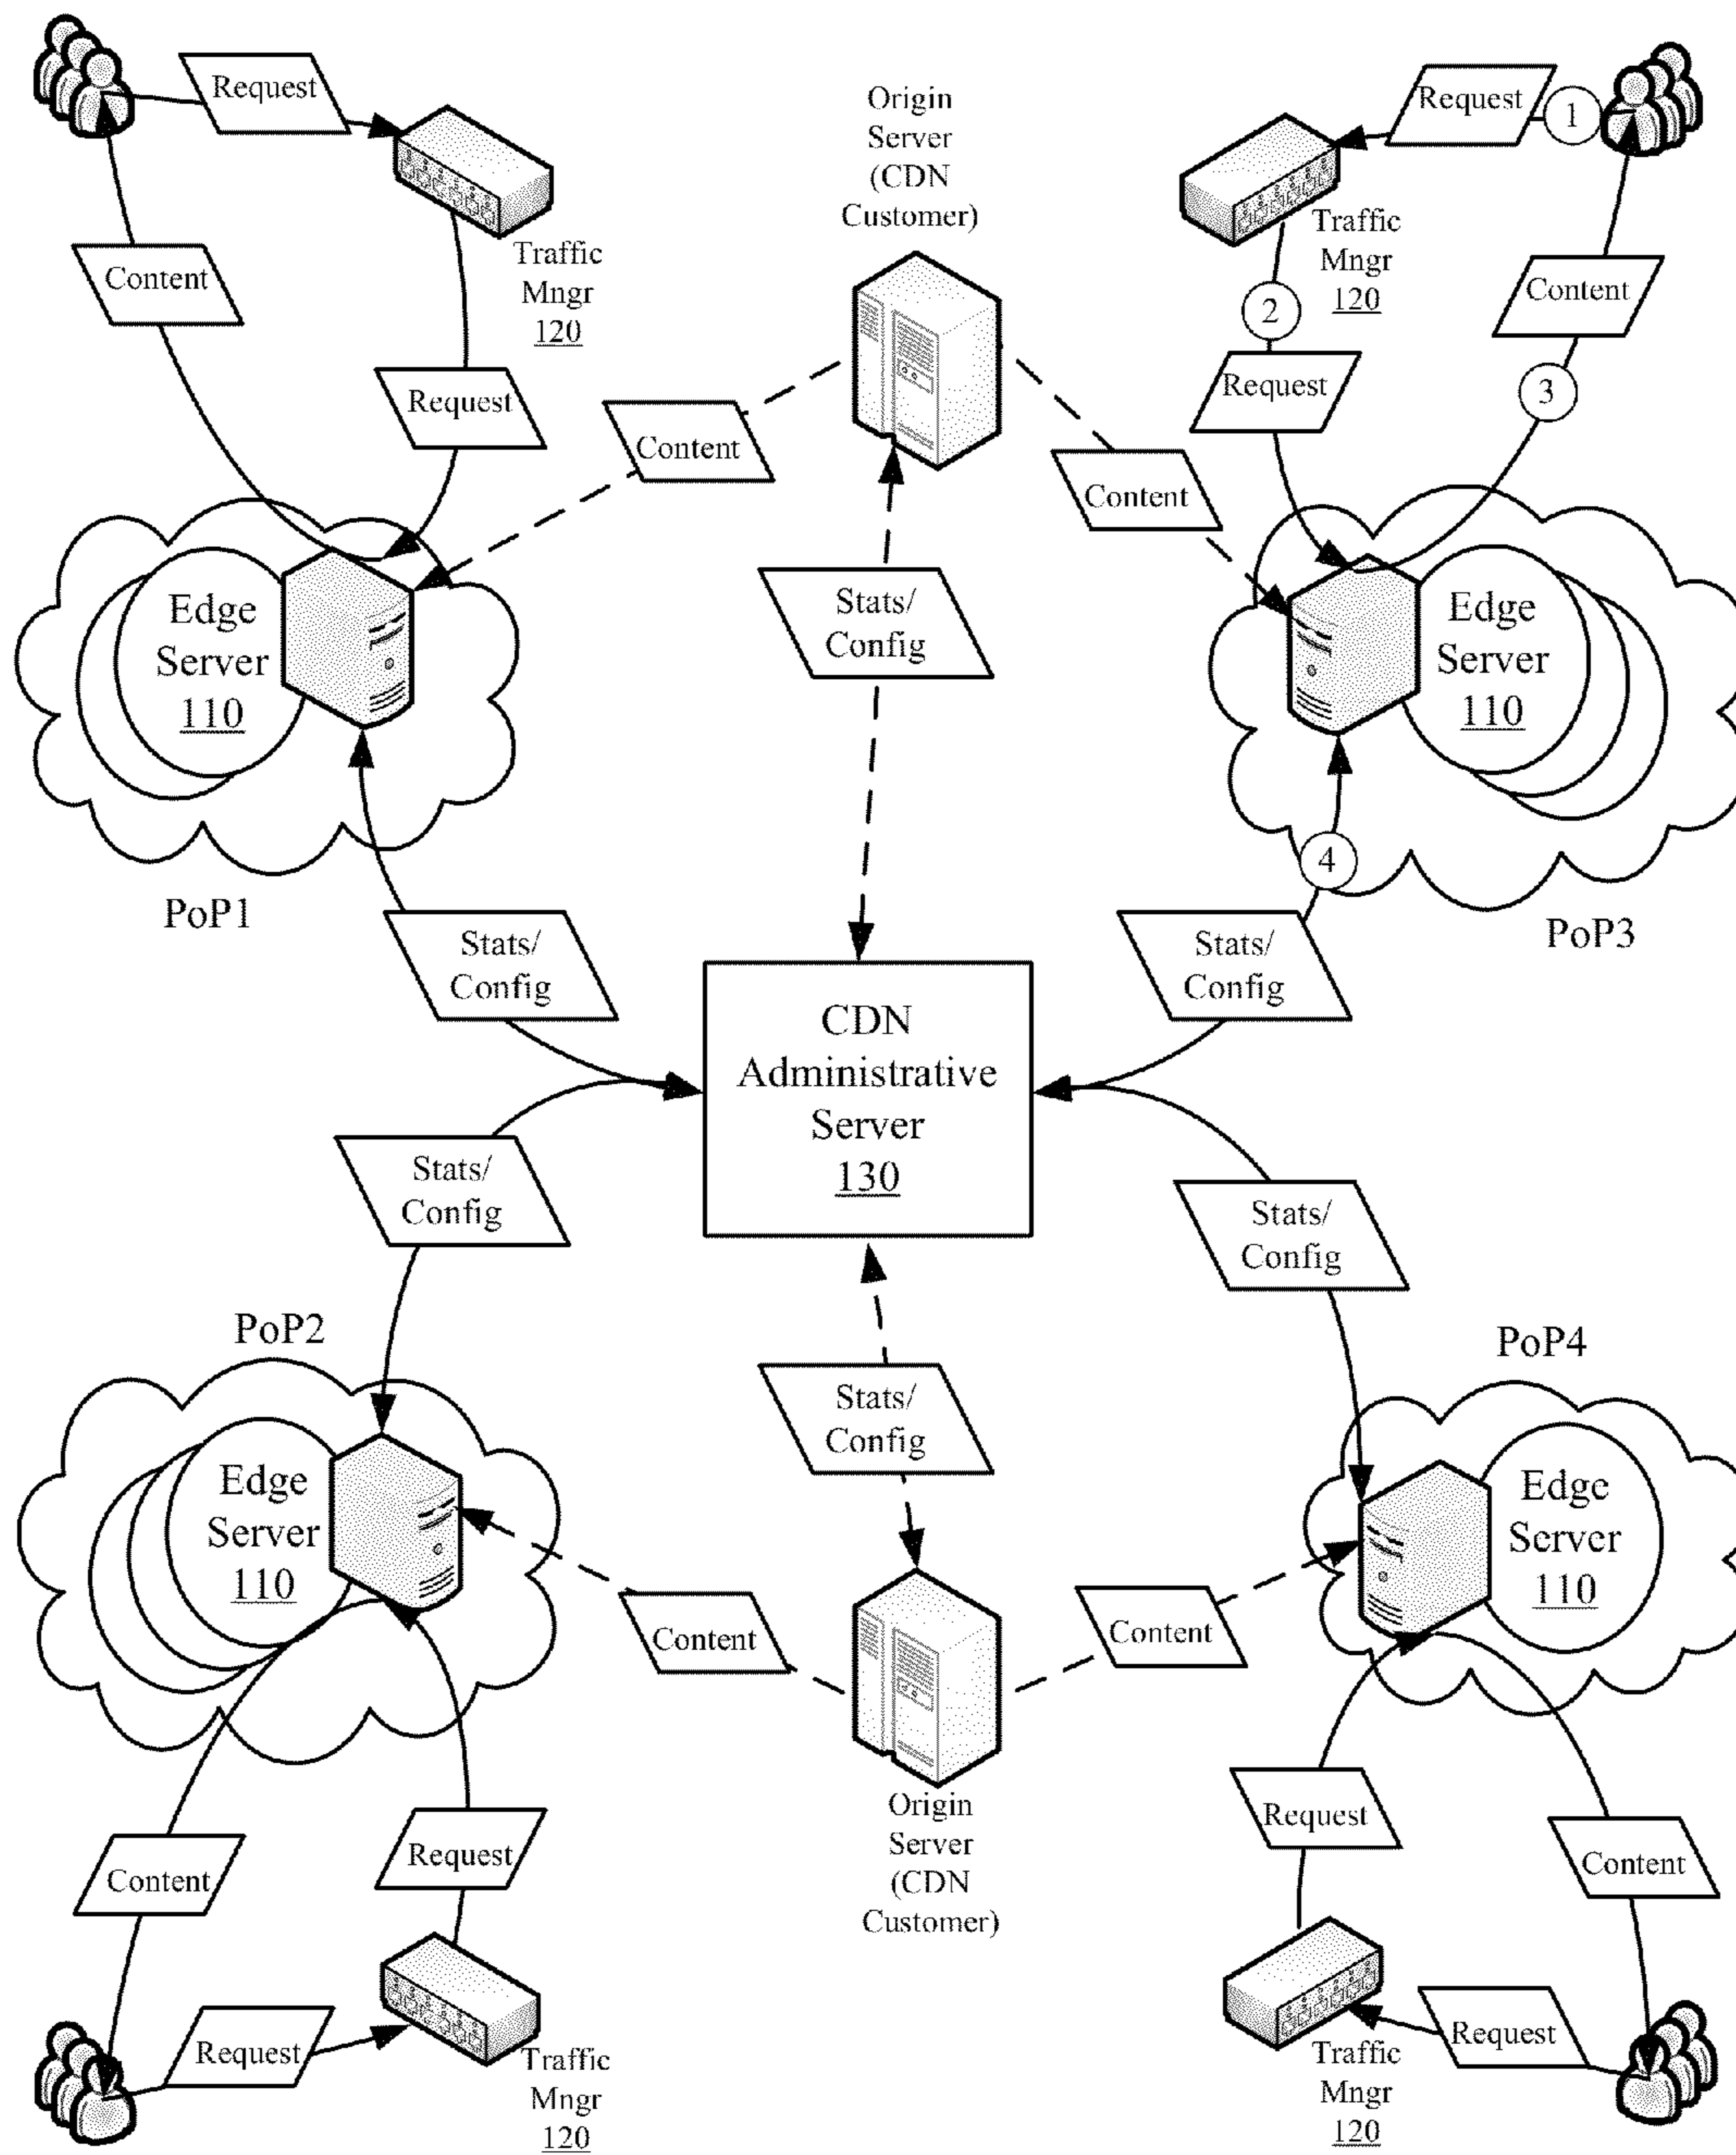 Request
Traffic
Mngr
120
Content
Request
Origin
Server
(CDN
Customer)
Request
1
Traffic
Mngr
120
2
Request
Content
3
Content
Content
Stats/
Config
Edge
Server
110
PoP1
Edge
Server
110
4
PoP3
Stats/
Config
Stats/
Config
CDN
Administrative
Server
130
Stats/
Config
Stats/
Config
PoP2
PoP4
Stats/
Config
Edge
Server
110
Edge
Server
110
Content
Content
Origin
Server
(CDN
Customer)
Content
Request
Request
Content
Request
Traffic
Mngr
120
Traffic
Mngr
120
Request